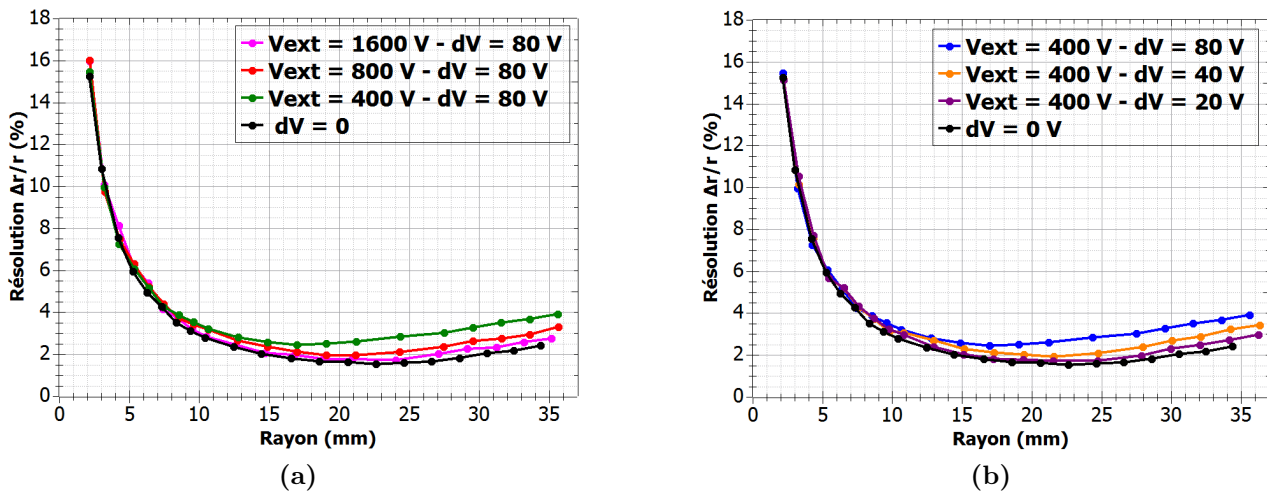 18
16
14
12
10
8
6
4
2
0
Résolution Δr/r (%)
Vext = 1600 V - dV = 80 V
Vext = 800 V - dV = 80 V
Vext = 400 V - dV = 80 V
dV = 0
0 5 10 15 20 25 30 35
Rayon (mm)
(a)
18
16
14
12
10
8
6
4
2
0
Résolution Δr/r (%)
Vext = 400 V - dV = 80 V
Vext = 400 V - dV = 40 V
Vext = 400 V - dV = 20 V
dV = 0 V
0 5 10 15 20 25 30 35
Rayon (mm)
(b)